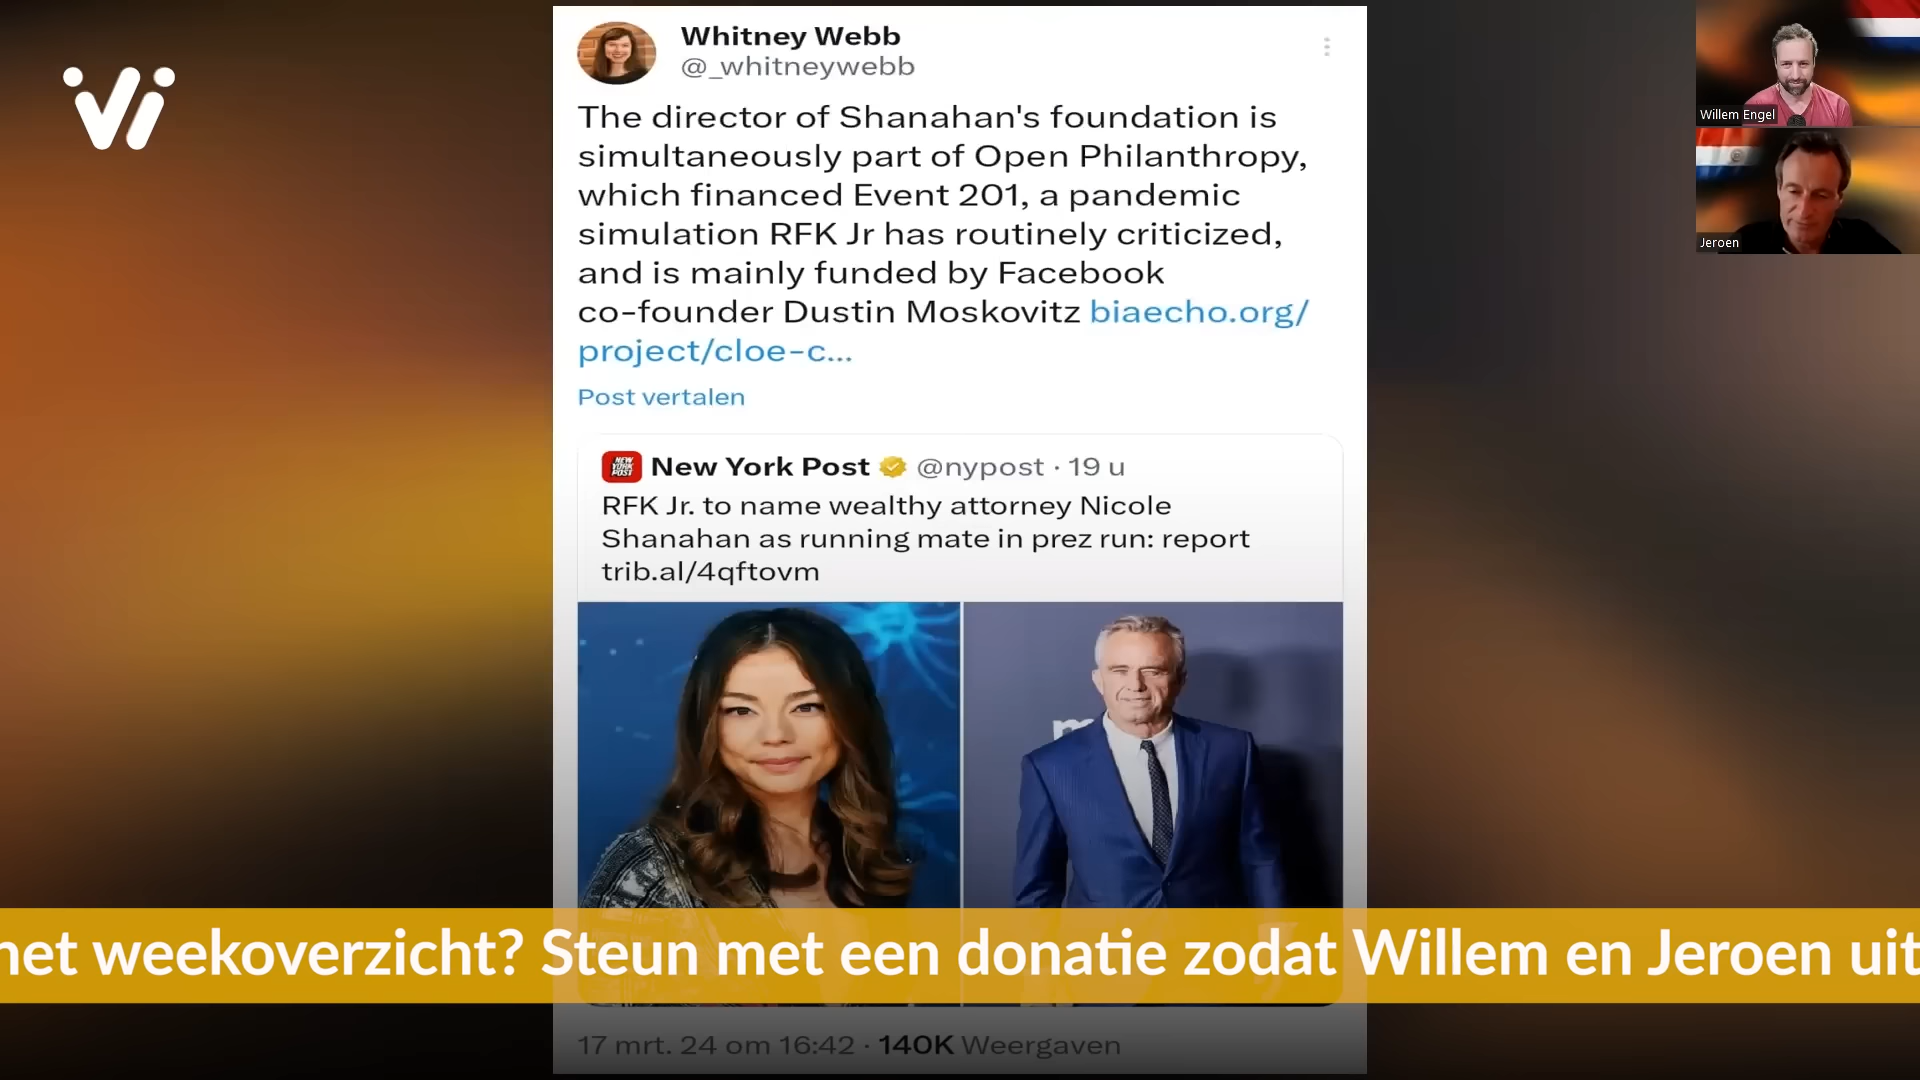 Whitney Webb
@_whitneywebb
The director of Shanahan's foundation is
simultaneously part of Open Philanthropy,
which financed Event 201, a pandemic
simulation RFK Jr has routinely criticized,
and is mainly funded by Facebook
co-founder Dustin Moskovitz biaecho.org/
project/cloe-c...
Post vertalen
NEW YORK POST
New York Post @nypost · 19 u
RFK Jr. to name wealthy attorney Nicole
Shanahan as running mate in prez run: report
trib.al/4qftovm
17 mrt. 24 om 16:42 · 140K Weergaven
Willem Engel
Jeroen
net weekoverzicht? Steun met een donatie zodat Willem en Jeroen uit